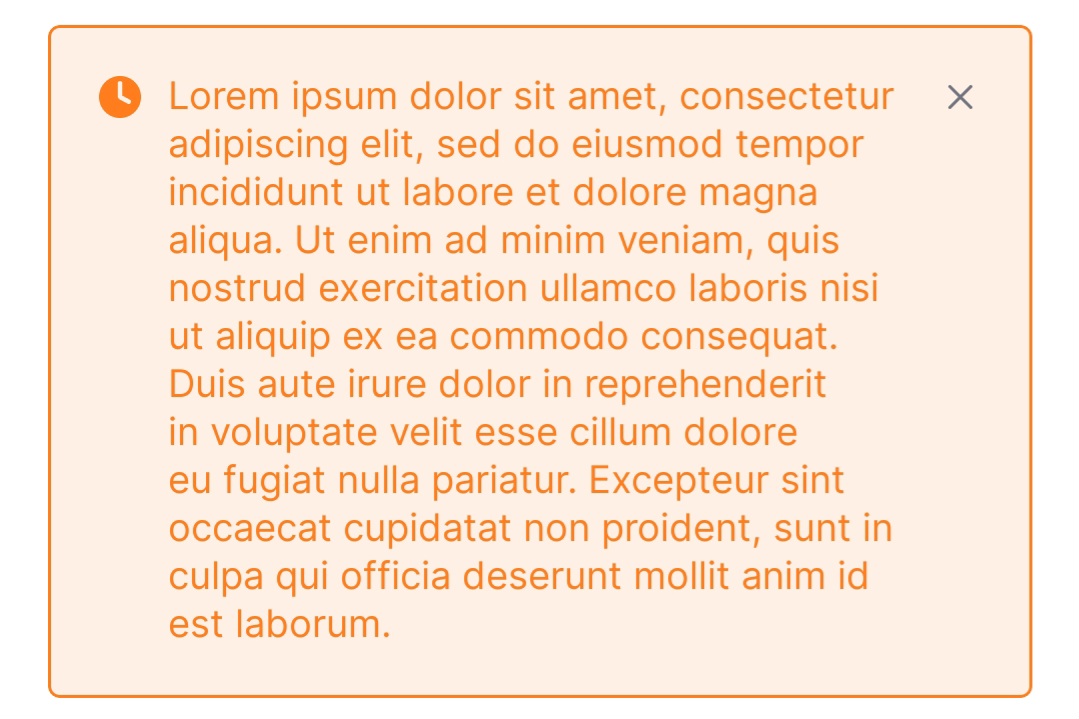 Lorem ipsum dolor sit amet, consectetur
adipiscing elit, sed do eiusmod tempor
incididunt ut labore et dolore magna
aliqua. Ut enim ad minim veniam, quis
nostrud exercitation ullamco laboris nisi
ut aliquip ex ea commodo consequat.
Duis aute irure dolor in reprehenderit
in voluptate velit esse cillum dolore
eu fugiat nulla pariatur. Excepteur sint
occaecat cupidatat non proident, sunt in
culpa qui officia deserunt mollit anim id
est laborum.